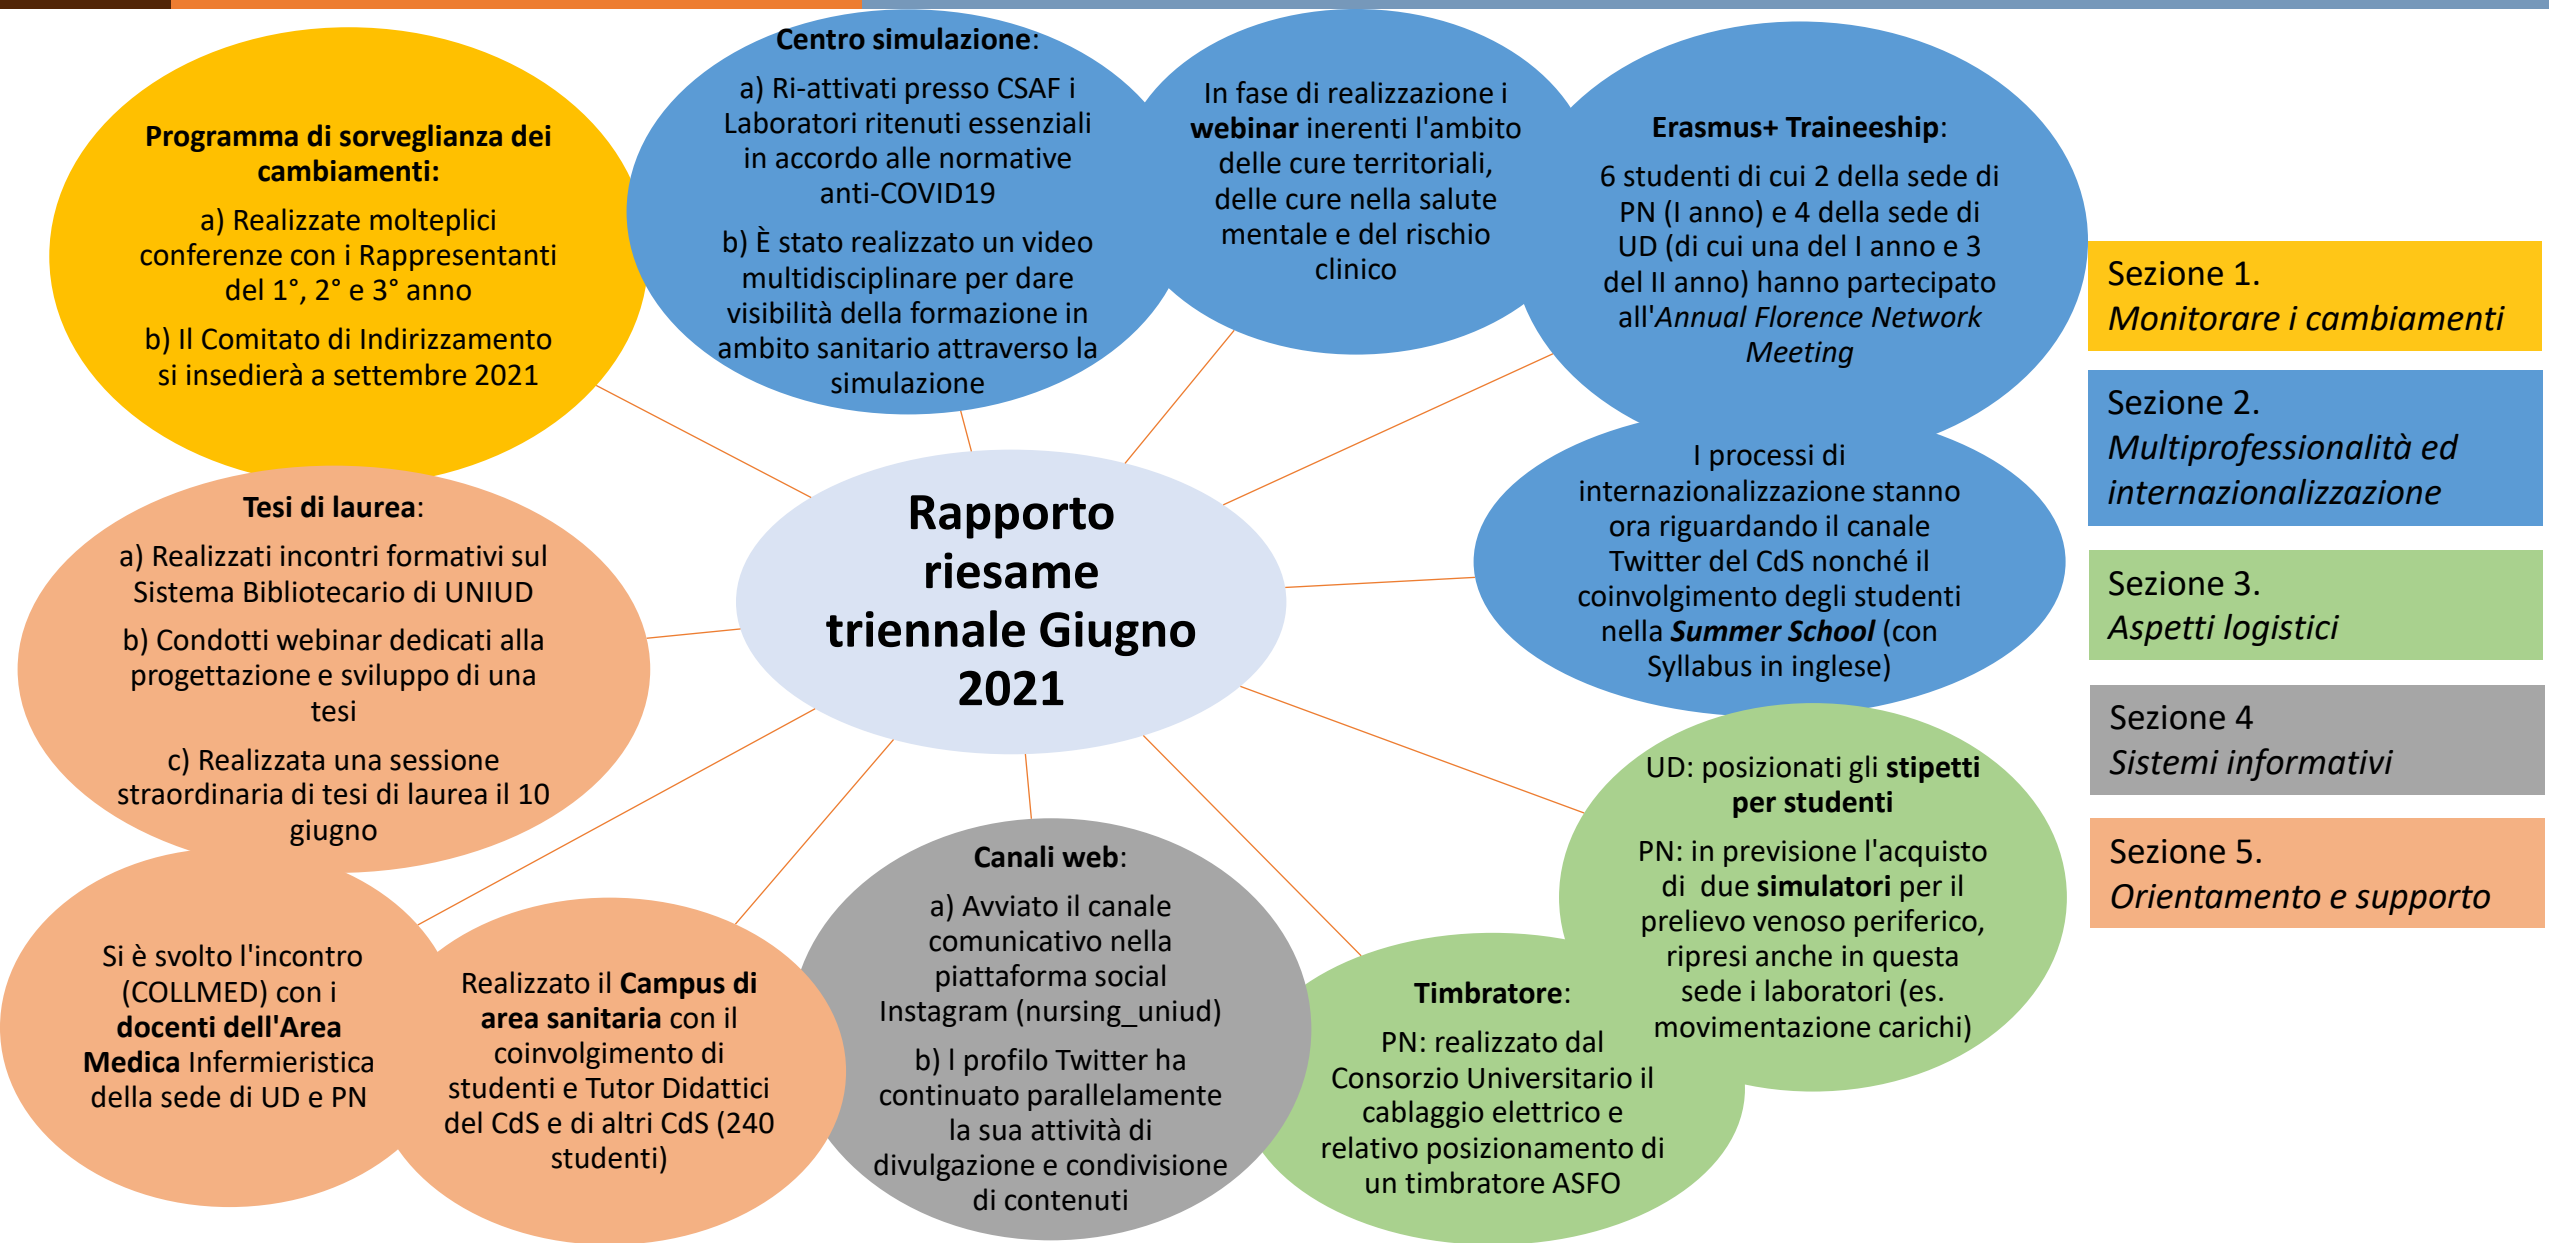 Programma di sorveglianza dei
cambiamenti:
a) Realizzate molteplici
conferenze con i Rappresentanti
del 1°, 2° e 3° anno
b) Il Comitato di Indirizzamento
si insedierà a settembre 2021
Centro simulazione:
a) Ri-attivati presso CSAF i
Laboratori ritenuti essenziali
in accordo alle normative
anti-COVID19
b) È stato realizzato un video
multidisciplinare per dare
visibilità della formazione in
ambito sanitario attraverso la
simulazione
In fase di realizzazione i
webinar inerenti l'ambito
delle cure territoriali,
delle cure nella salute
mentale e del rischio
clinico
Erasmus+ Traineeship:
6 studenti di cui 2 della sede di
PN (I anno) e 4 della sede di
UD (di cui una del I anno e 3
del II anno) hanno partecipato
all'Annual Florence Network
Meeting
I processi di
internazionalizzazione stanno
ora riguardando il canale
Twitter del CdS nonché il
coinvolgimento degli studenti
nella Summer School (con
Syllabus in inglese)
Rapporto
riesame
triennale Giugno
2021
Tesi di laurea:
a) Realizzati incontri formativi sul
Sistema Bibliotecario di UNIUD
b) Condotti webinar dedicati alla
progettazione e sviluppo di una
tesi
c) Realizzata una sessione
straordinaria di tesi di laurea il 10
giugno
Si è svolto l'incontro
(COLLMED) con i
docenti dell'Area
Medica Infermieristica
della sede di UD e PN
Realizzato il Campus di
area sanitaria con il
coinvolgimento di
studenti e Tutor Didattici
del CdS e di altri CdS (240
studenti)
Canali web:
a) Avviato il canale
comunicativo nella
piattaforma social
Instagram (nursing_uniud)
b) l profilo Twitter ha
continuato parallelamente
la sua attività di
divulgazione e condivisione
di contenuti
Timbratore:
PN: realizzato dal
Consorzio Universitario il
cablaggio elettrico e
relativo posizionamento di
un timbratore ASFO
UD: posizionati gli stipetti
per studenti
PN: in previsione l'acquisto
di due simulatori per il
prelievo venoso periferico,
ripresi anche in questa
sede i laboratori (es.
movimentazione carichi)
Sezione 1.
Monitorare i cambiamenti
Sezione 2.
Multiprofessionalità ed
internazionalizzazione
Sezione 3.
Aspetti logistici
Sezione 4
Sistemi informativi
Sezione 5.
Orientamento e supporto